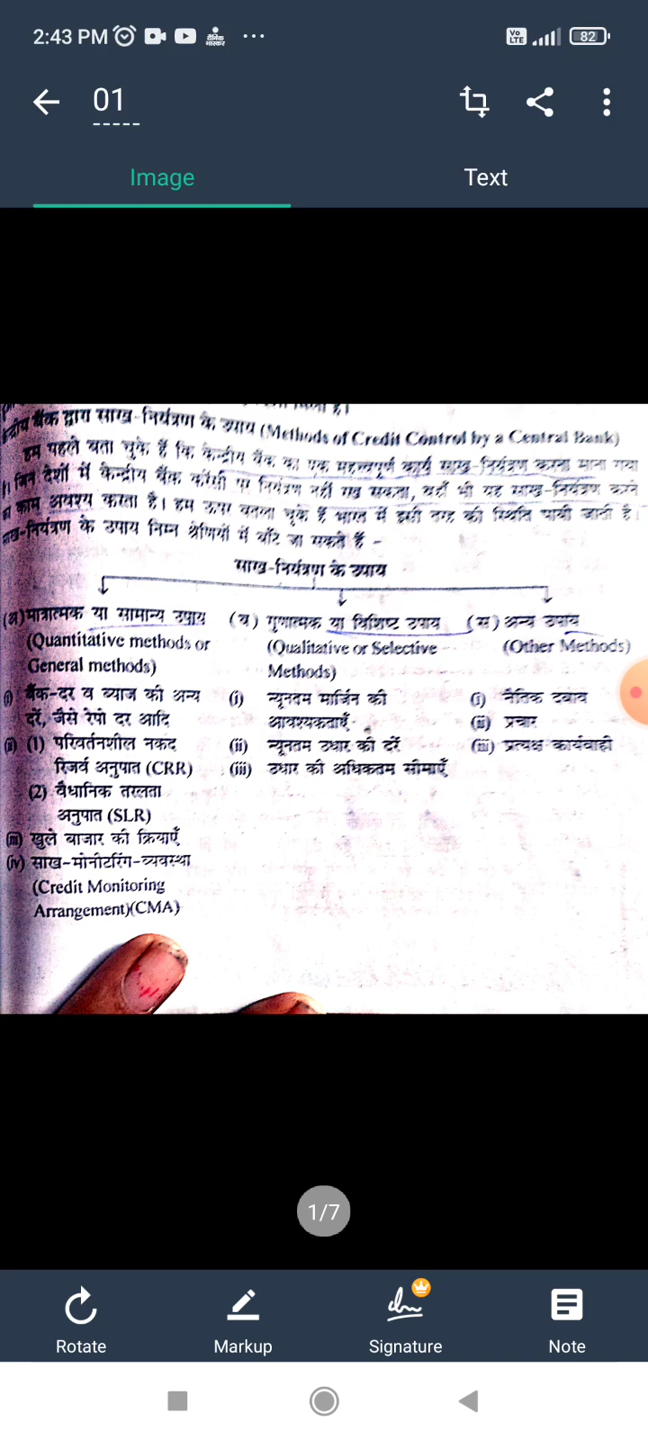 2:43 PM
Vo LTE
82
दैनिक भास्कर
01
Image
Text
बैंक द्वारा साख-नियंत्रण के उपाय (Methods of Credit Control by a Central Bank)
हम पहले बता चुके हैं कि केन्द्रीय बैंक का एक महत्त्वपूर्ण कार्य साख-नियंत्रण करना माना गया
जिन देशों में केन्द्रीय बैंक करेंसी पर नियंत्रण नहीं रख सकता, वहाँ भी यह साख-नियंत्रण करने
काम अवश्य करता है। हम ऊपर बतला चुके हैं भारत में इसी तरह की स्थिति पायी जाती है।
साख-नियंत्रण के उपाय निम्न श्रेणियों में बाँटे जा सकते हैं -
साख-नियंत्रण के उपाय
(अ) मात्रात्मक या सामान्य उपाय (ब) गुणात्मक या विशिष्ट उपाय (स) अन्य उपाय
(Quantitative methods or (Qualitative or Selective (Other Methods)
General methods) Methods)
(i) बैंक-दर व ब्याज की अन्य (i) न्यूनतम मार्जिन की (i) नैतिक दबाव
दरें, जैसे रेपो दर आदि आवश्यकताएँ (ii) प्रचार
(ii) (1) परिवर्तनशील नकद (ii) न्यूनतम उधार की दरें (iii) प्रत्यक्ष कार्यवाही
रिजर्व अनुपात (CRR) (iii) उधार की अधिकतम सीमाएँ
(2) वैधानिक तरलता
अनुपात (SLR)
(iii) खुले बाजार की क्रियाएँ
(iv) साख-मोनीटरिंग-व्यवस्था
(Credit Monitoring
Arrangement)(CMA)
1/7
Rotate
Markup
Signature
Note